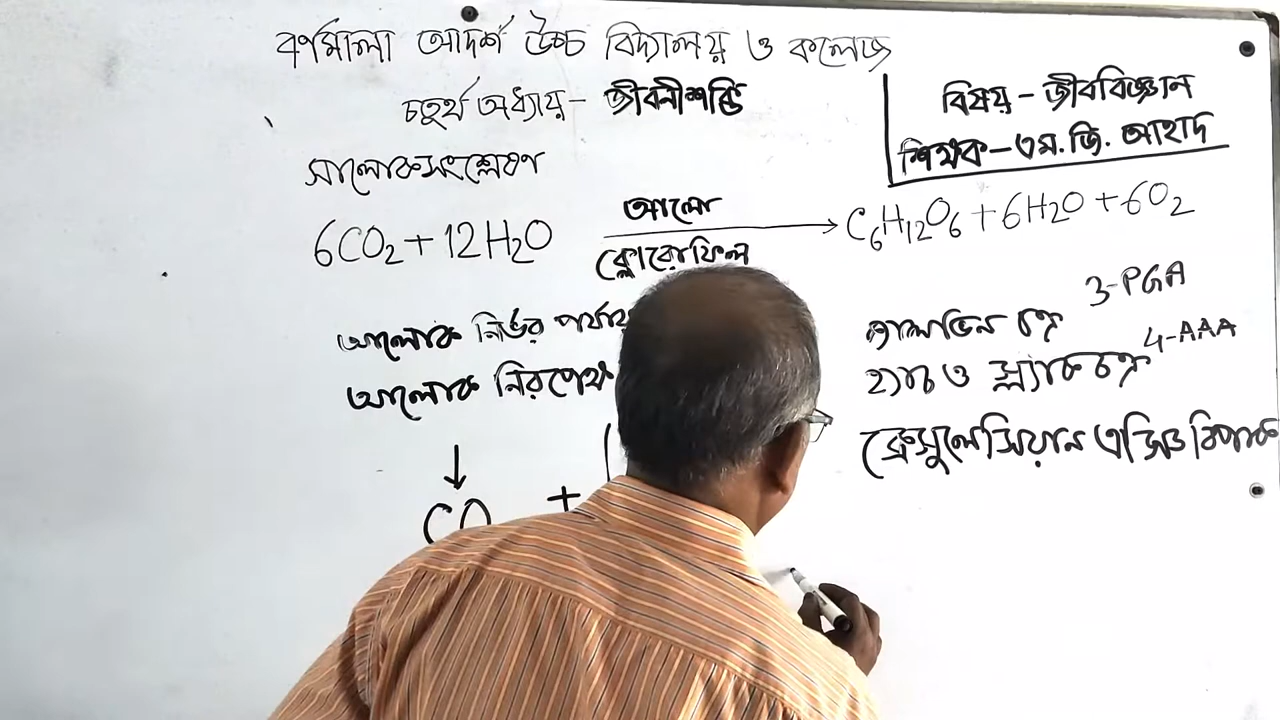 বর্ণমালা আদর্শ উচ্চ বিদ্যালয় ও কলেজ
চতুর্থ অধ্যায় - জীবনীশক্তি
বিষয় - জীববিজ্ঞান
শিক্ষক - এম. জি. আহাদ
সালোকসংশ্লেষণ
6CO₂ + 12H₂O আলো ক্লোরোফিল → C₆H₁₂O₆ + 6H₂O + 6O₂
আলোক নির্ভর পর্যায়
আলোক নিরপেক্ষ
3-PGA
ক্যালভিন চক্র
4-AAA
হ্যাচ ও স্ল্যাক চক্র
ক্রেসুলেসিয়ান এসিড বিপাক
↓
CO +